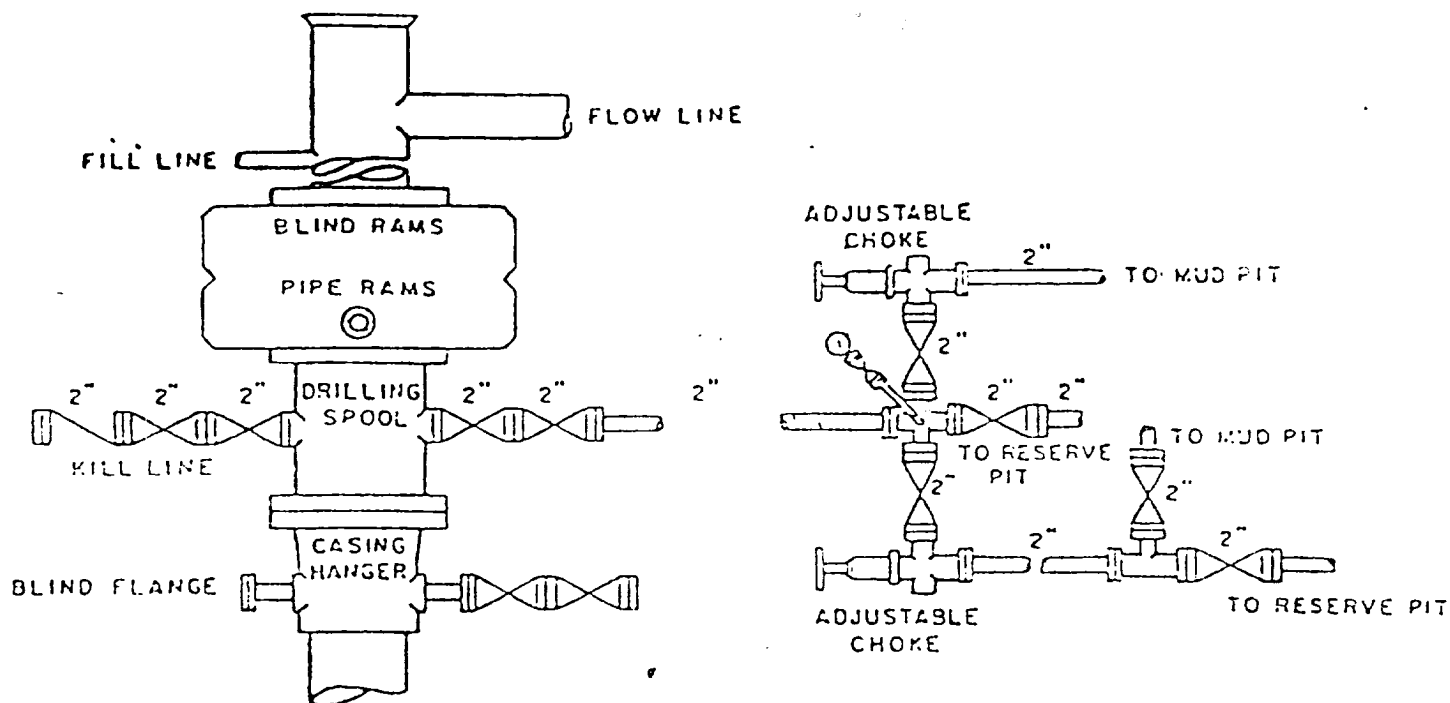 FLOW LINE
FILL LINE
BLIND RAMS
PIPE RAMS
2" 2" 2" DRILLING 2" 2" 2"
SPOOL
KILL LINE
CASING
HANGER
BLIND FLANGE
ADJUSTABLE
CHOKE
2"
TO MUD PIT
2"
2"
TO RESERVE
PIT
TO MUD PIT
2"
2"
2" 2"
TO RESERVE PIT
ADJUSTABLE
CHOKE